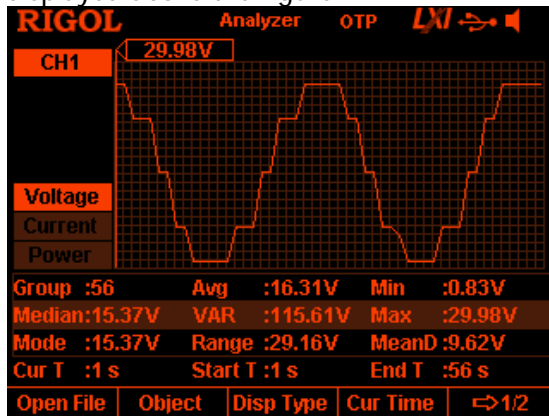 RIGOL Analyzer OTP LXI
CH1 29.98V
Voltage
Current
Power
Group :56 Avg :16.31V Min :0.83V
Median:15.37V VAR :115.61V Max :29.98V
Mode :15.37V Range :29.16V MeanD :9.62V
Cur T :1 s Start T :1 s End T :56 s
Open File Object Disp Type Cur Time ⇨1/2